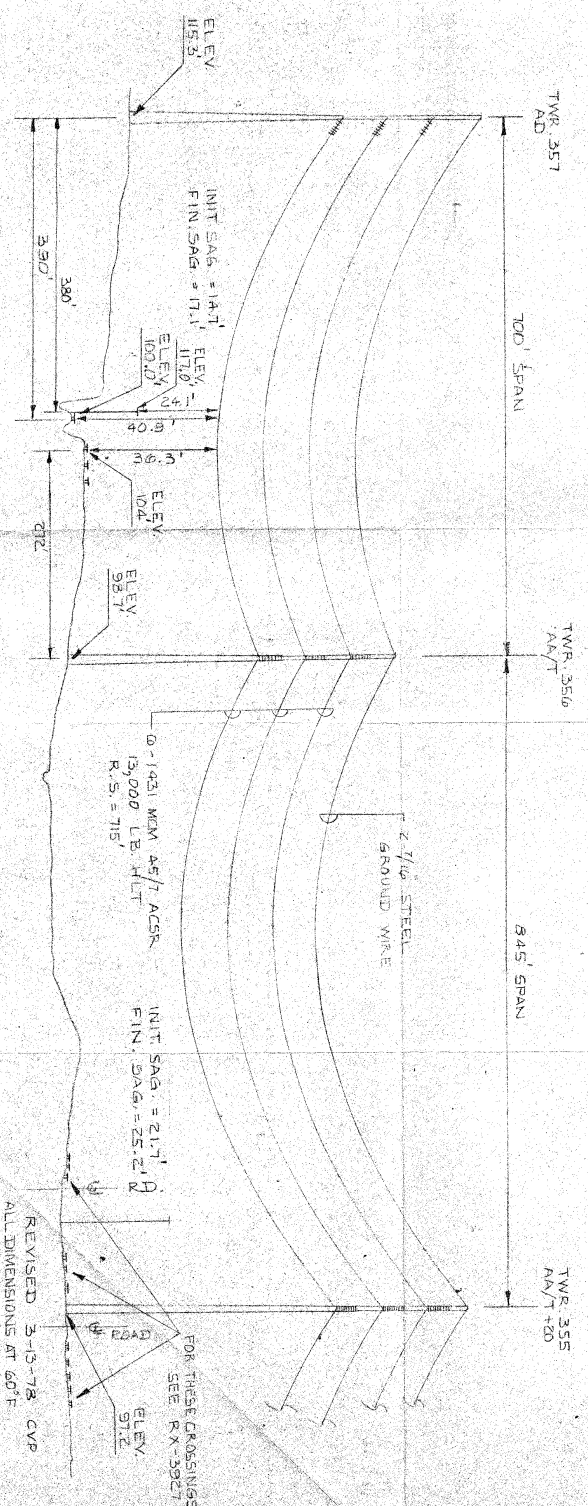 TWR. 357
AD
TWR. 356
AA/T
TWR. 355
AA/T +20
700' SPAN
845' SPAN
2 7/16" STEEL
GROUND WIRE
6-1431 MCM 45/7 ACSR
13,000 LB. HLT
R.S. = 715'
INIT. SAG. = 14.7'
FIN. SAG. = 17.1'
INIT. SAG. = 21.7'
FIN. SAG. = 25.2'
ELEV.
115.3'
ELEV.
117.0'
ELEV.
100.0'
24.1'
40.9'
36.3'
ELEV.
104'
380'
390'
272'
ELEV.
98.7'
℄
RD.
℄ ROAD
FOR THESE CROSSINGS
SEE RX-3927
ELEV.
97.2
REVISED 3-13-78 CVP
ALL DIMENSIONS AT 60°F